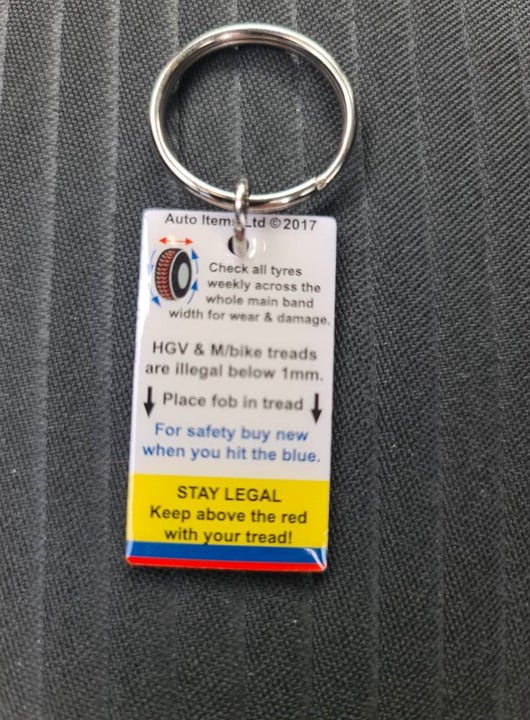 Auto Items Ltd © 2017
Check all tyres
weekly across the
whole main band
width for wear & damage.
HGV & M/bike treads
are illegal below 1mm.
Place fob in tread
For safety buy new
when you hit the blue.
STAY LEGAL
Keep above the red
with your tread!